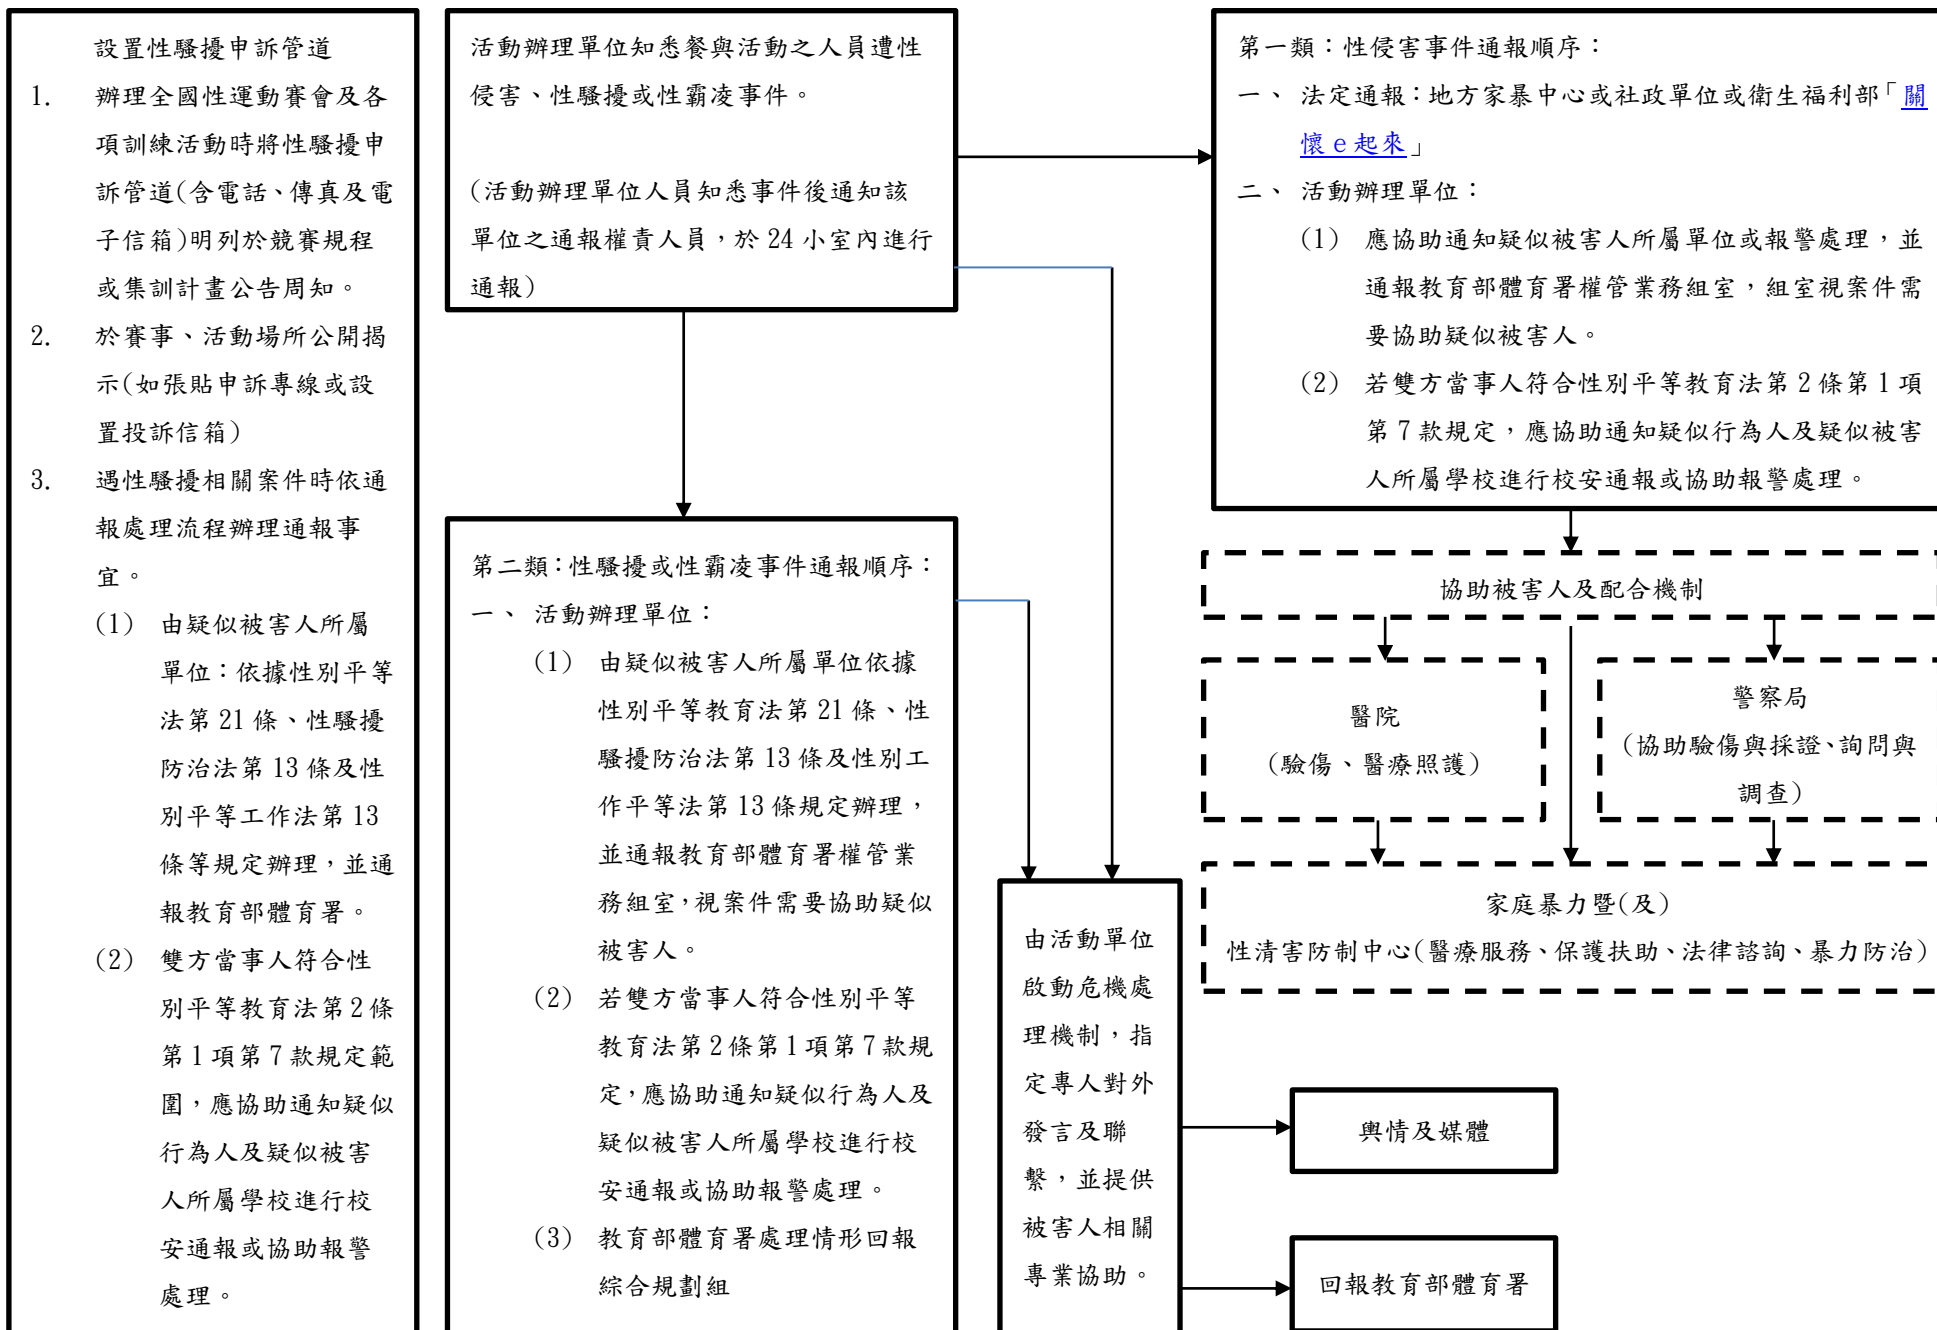 設置性騷擾申訴管道
1. 辦理全國性運動賽會及各
項訓練活動時將性騷擾申
訴管道(含電話、傳真及電
子信箱)明列於競賽規程
或集訓計畫公告周知。
2. 於賽事、活動場所公開揭
示(如張貼申訴專線或設
置投訴信箱)
3. 遇性騷擾相關案件時依通
報處理流程辦理通報事
宜。
(1) 由疑似被害人所屬
單位：依據性別平等
法第 21 條、性騷擾
防治法第 13 條及性
別平等工作法第 13
條等規定辦理，並通
報教育部體育署。
(2) 雙方當事人符合性
別平等教育法第 2 條
第 1 項第 7 款規定範
圍，應協助通知疑似
行為人及疑似被害
人所屬學校進行校
安通報或協助報警
處理。
活動辦理單位知悉餐與活動之人員遭性
侵害、性騷擾或性霸凌事件。
(活動辦理單位人員知悉事件後通知該
單位之通報權責人員，於 24 小室內進行
通報)
第二類：性騷擾或性霸凌事件通報順序：
一、 活動辦理單位：
(1) 由疑似被害人所屬單位依據
性別平等教育法第 21 條、性
騷擾防治法第 13 條及性別工
作平等法第 13 條規定辦理，
並通報教育部體育署權管業
務組室，視案件需要協助疑似
被害人。
(2) 若雙方當事人符合性別平等
教育法第 2 條第 1 項第 7 款規
定，應協助通知疑似行為人及
疑似被害人所屬學校進行校
安通報或協助報警處理。
(3) 教育部體育署處理情形回報
綜合規劃組
第一類：性侵害事件通報順序：
一、 法定通報：地方家暴中心或社政單位或衛生福利部「關
懷 e 起來」
二、 活動辦理單位：
(1) 應協助通知疑似被害人所屬單位或報警處理，並
通報教育部體育署權管業務組室，組室視案件需
要協助疑似被害人。
(2) 若雙方當事人符合性別平等教育法第 2 條第 1 項
第 7 款規定，應協助通知疑似行為人及疑似被害
人所屬學校進行校安通報或協助報警處理。
協助被害人及配合機制
醫院
(驗傷、醫療照護)
警察局
(協助驗傷與採證、詢問與
調查)
家庭暴力暨(及)
性清害防制中心(醫療服務、保護扶助、法律諮詢、暴力防治)
由活動單位
啟動危機處
理機制，指
定專人對外
發言及聯
繫，並提供
被害人相關
專業協助。
輿情及媒體
回報教育部體育署